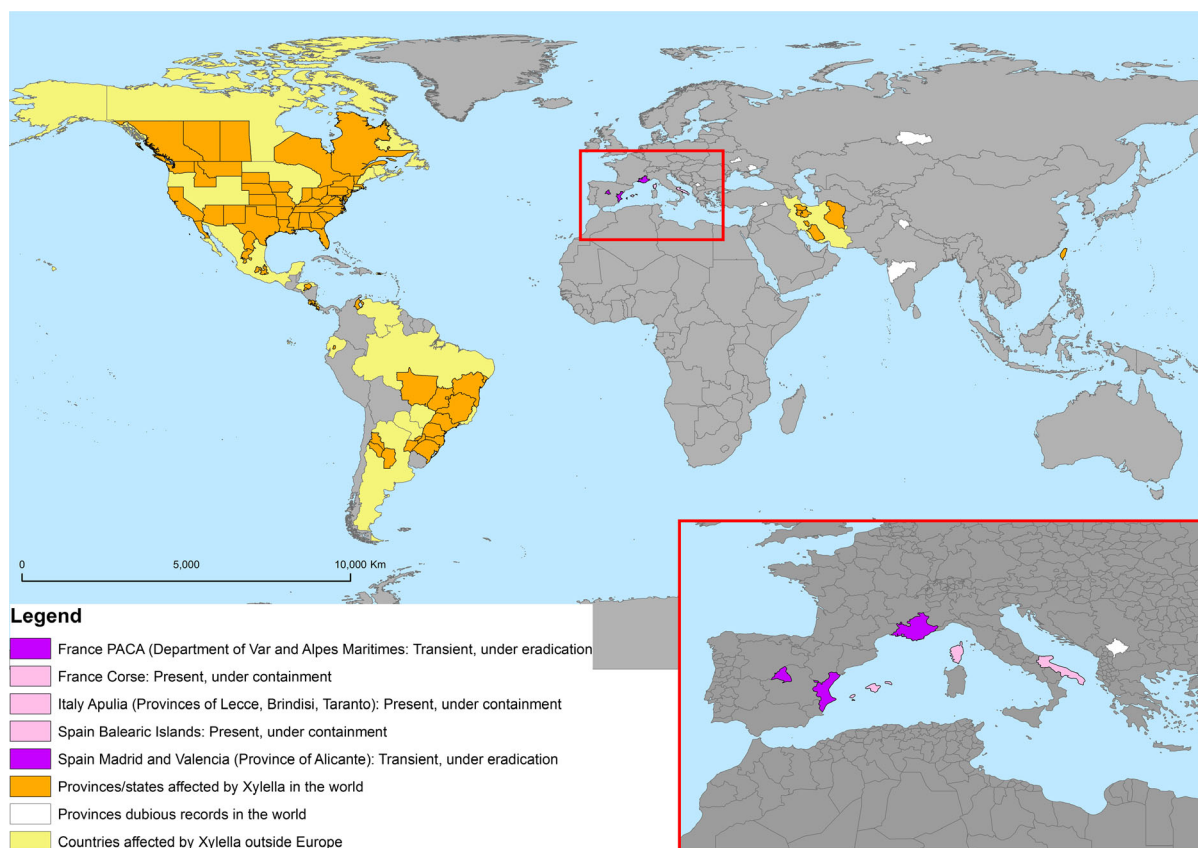 0 5,000 10,000 Km
Legend
France PACA (Department of Var and Alpes Maritimes: Transient, under eradication
France Corse: Present, under containment
Italy Apulia (Provinces of Lecce, Brindisi, Taranto): Present, under containment
Spain Balearic Islands: Present, under containment
Spain Madrid and Valencia (Province of Alicante): Transient, under eradication
Provinces/states affected by Xylella in the world
Provinces dubious records in the world
Countries affected by Xylella outside Europe